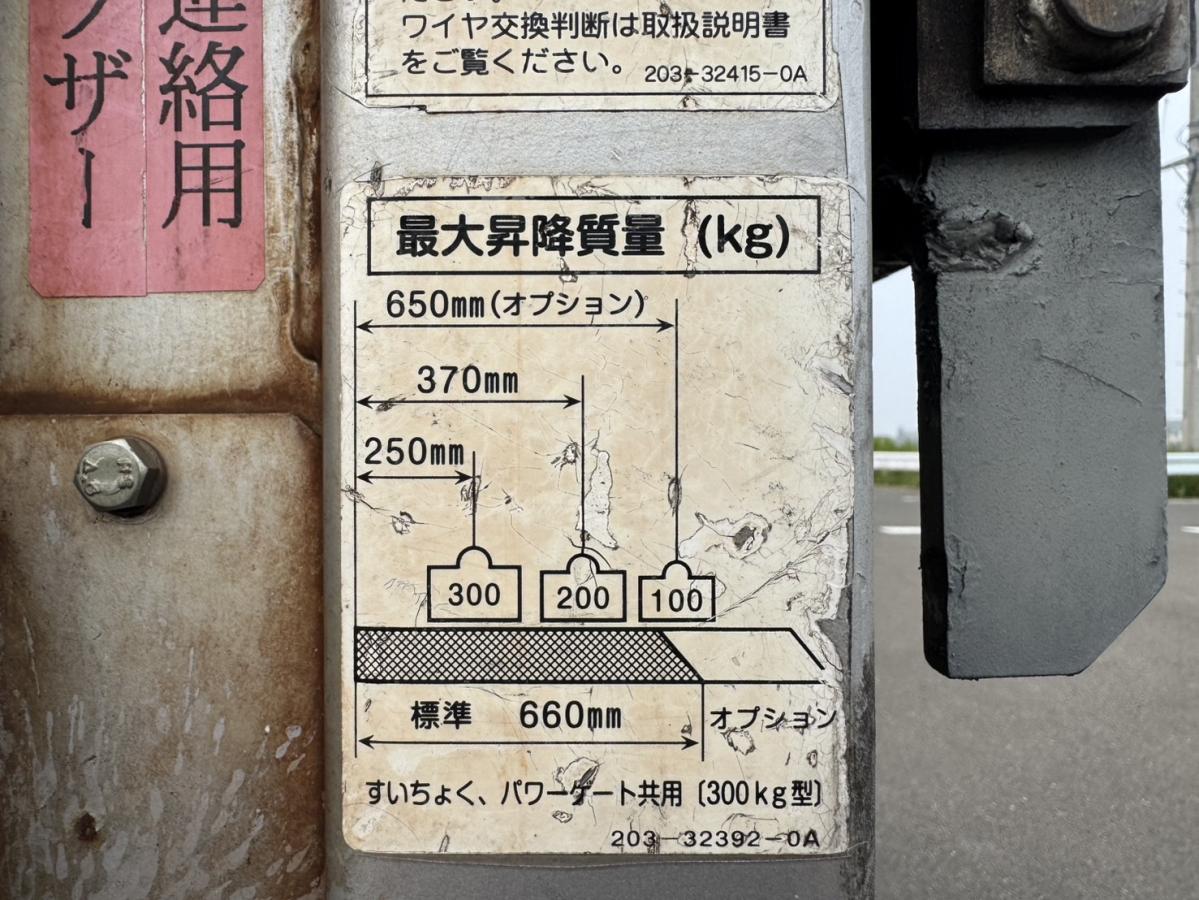 連絡用
ブザー
ワイヤ交換判断は取扱説明書
をご覧ください。
203-32415-0A
最大昇降質量 (kg)
650mm(オプション)
370mm
250mm
300
200
100
標準 660mm
オプション
すいちょく、パワーゲート共用〔300kg型〕
203-32392-0A